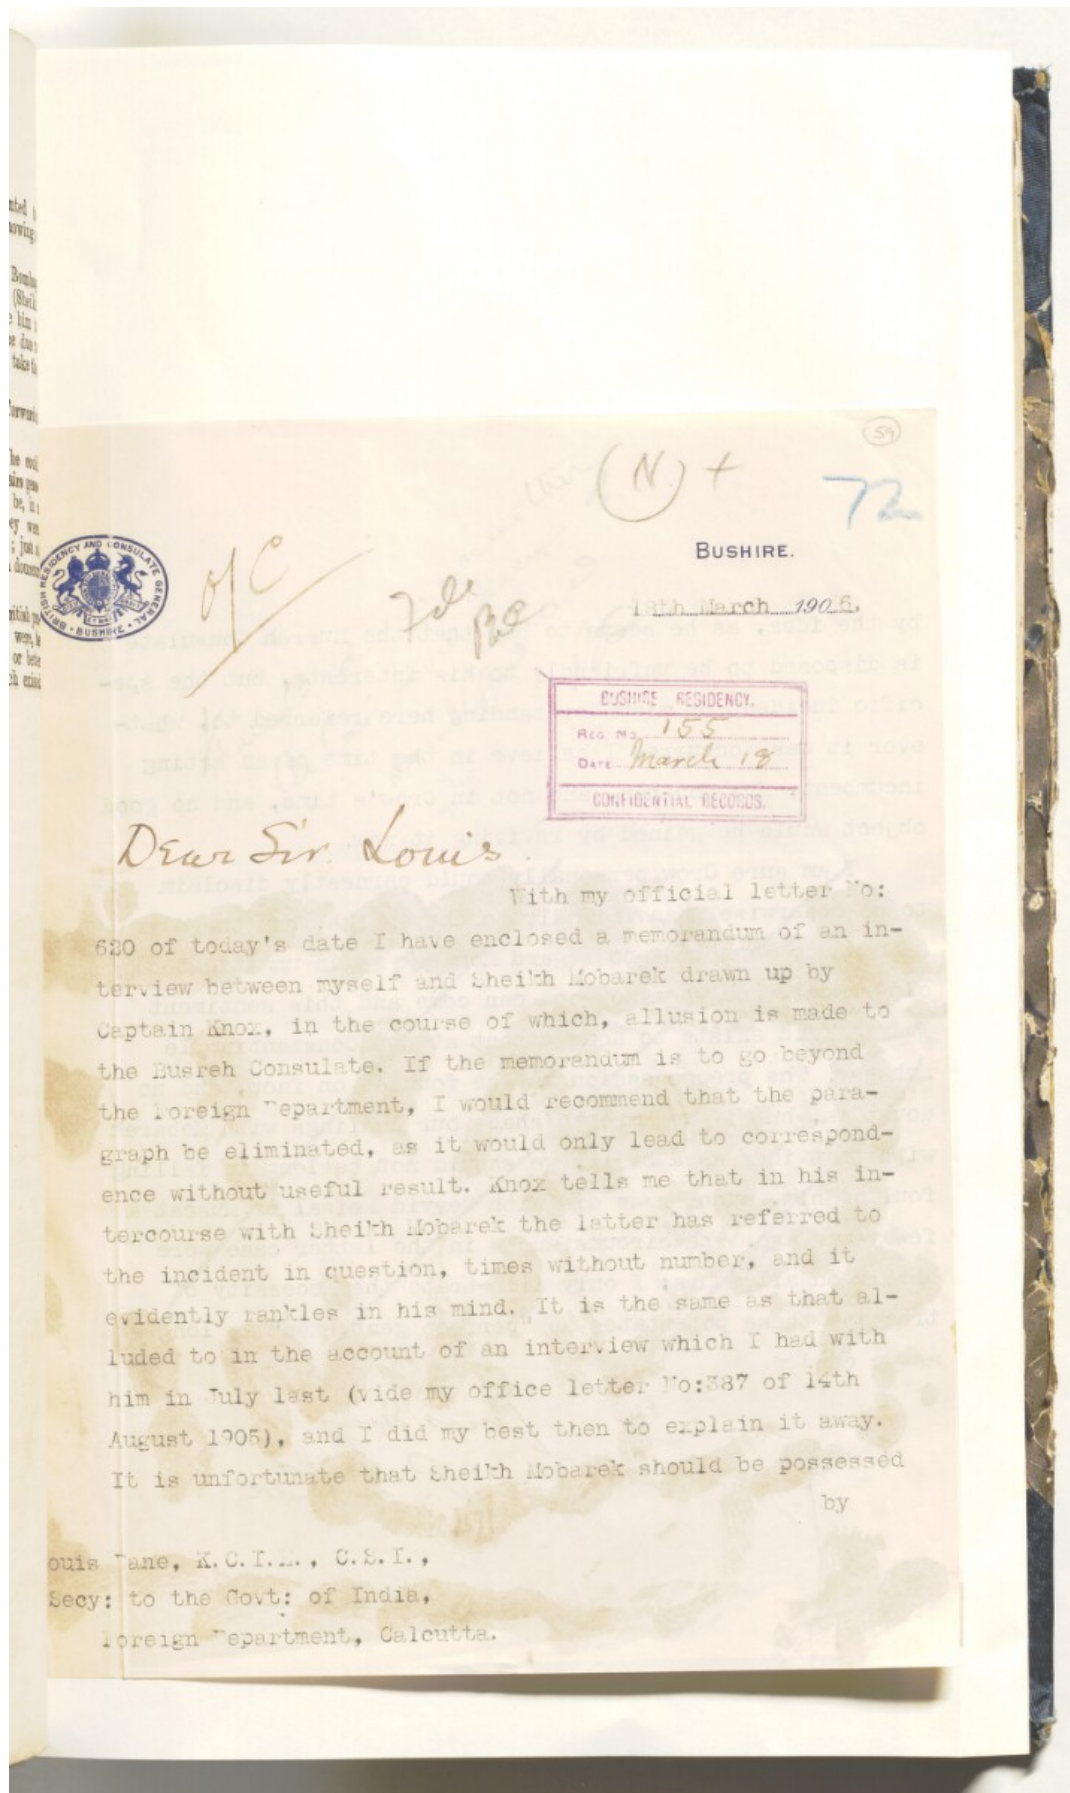 59
(N) +
72
BRITISH RESIDENCY AND CONSULATE GENERAL
BUSHIRE
o/c
BUSHIRE.
18th March 1906.
BUSHIRE RESIDENCY.
REG. No. 155
DATE March 18
CONFIDENTIAL RECORDS.
Dear Sir Louis.
With my official letter No:
620 of today's date I have enclosed a memorandum of an in-
terview between myself and Sheikh Mobarek drawn up by
Captain Knox, in the course of which, allusion is made to
the Busreh Consulate. If the memorandum is to go beyond
the Foreign Department, I would recommend that the para-
graph be eliminated, as it would only lead to correspond-
ence without useful result. Knox tells me that in his in-
tercourse with Sheikh Mobarek the latter has referred to
the incident in question, times without number, and it
evidently rankles in his mind. It is the same as that al-
luded to in the account of an interview which I had with
him in July last (vide my office letter No:387 of 14th
August 1905), and I did my best then to explain it away.
It is unfortunate that Sheikh Mobarek should be possessed
by
ouis Dane, K.C.I.E., C.S.I.,
Secy: to the Govt: of India,
Foreign Department, Calcutta.